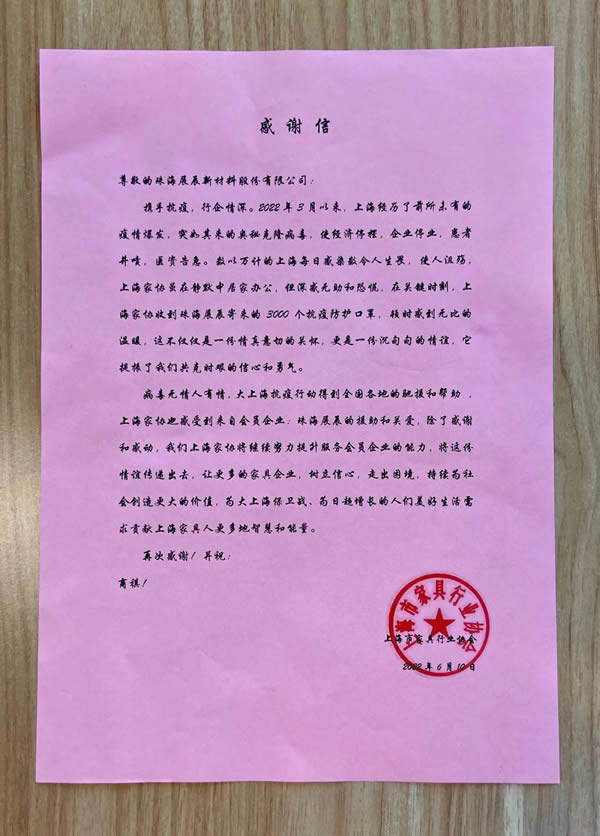 感谢信
尊敬的珠海展辰新材料股份有限公司：
携手抗疫，行企情深。2022年3月以来，上海经历了前所未有的
疫情爆发，突如其来的奥秘克隆病毒，使经济停摆，企业停业，患者
井喷，医资告急。数以万计的上海每日感染数令人生畏，使人沮殇，
上海家协员在静默中居家办公，但深感无助和恐慌，在关键时刻，上
海家协收到珠海展辰寄来的3000个抗疫防护口罩，顿时感到无比的
温暖，这不仅仅是一份情真意切的关怀，更是一份沉甸甸的情谊，它
提振了我们共克时艰的信心和勇气。
病毒无情人有情，大上海抗疫行动得到全国各地的驰援和帮助，
上海家协也感受到来自会员企业：珠海展辰的援助和关爱，除了感谢
和感动，我们上海家协将继续努力提升服务会员企业的能力，将这份
情谊传递出去，让更多的家具企业，树立信心，走出困境，持续为社
会创造更大的价值，为大上海保卫战、为日趋增长的人们美好生活需
求贡献上海家具人更多地智慧和能量。
再次感谢！并祝：
商祺！
上海市家具行业协会
上海市家具行业协会
2022年6月10日